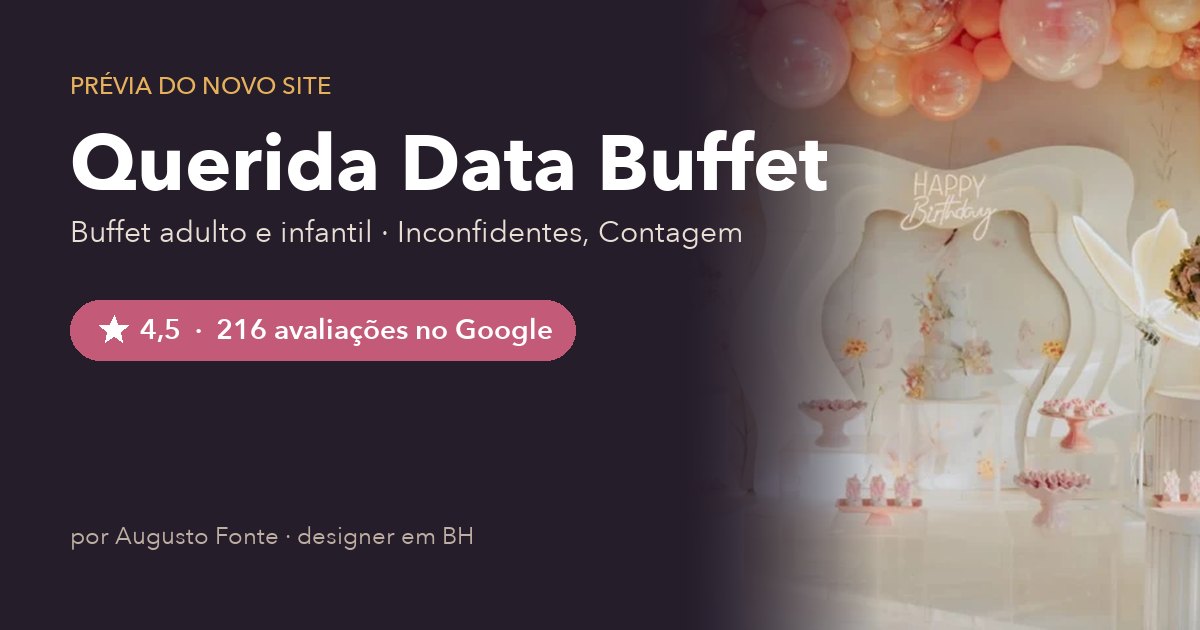 PRÉVIA DO NOVO SITE
Querida Data Buffet
Buffet adulto e infantil · Inconfidentes, Contagem
★ 4,5 · 216 avaliações no Google
por Augusto Fonte · designer em BH
HAPPY
Birthday